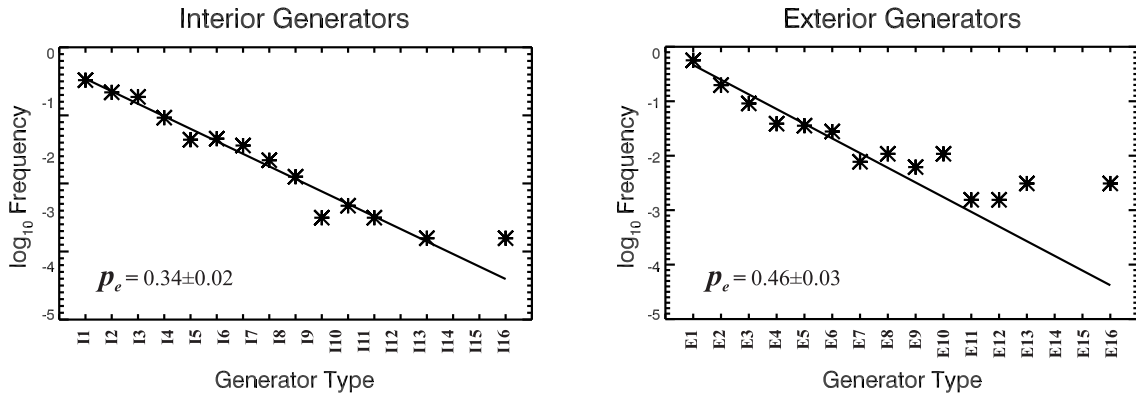 Interior Generators
Exterior Generators
0
-1
-2
-3
-4
-5
log10 Frequency
pe = 0.34±0.02
I1 I2 I3 I4 I5 I6 I7 I8 I9 I10 I11 I12 I13 I14 I15 I16
Generator Type
0
-1
-2
-3
-4
-5
log10 Frequency
pe = 0.46±0.03
E1 E2 E3 E4 E5 E6 E7 E8 E9 E10 E11 E12 E13 E14 E15 E16
Generator Type